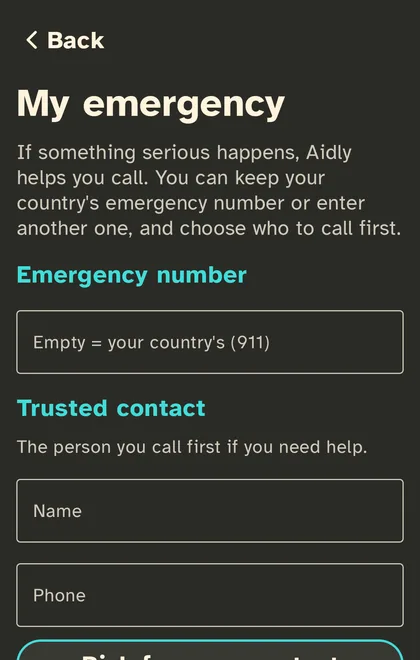 Back
My emergency
If something serious happens, Aidly
helps you call. You can keep your
country's emergency number or enter
another one, and choose who to call first.
Emergency number
Empty = your country's (911)
Trusted contact
The person you call first if you need help.
Name
Phone